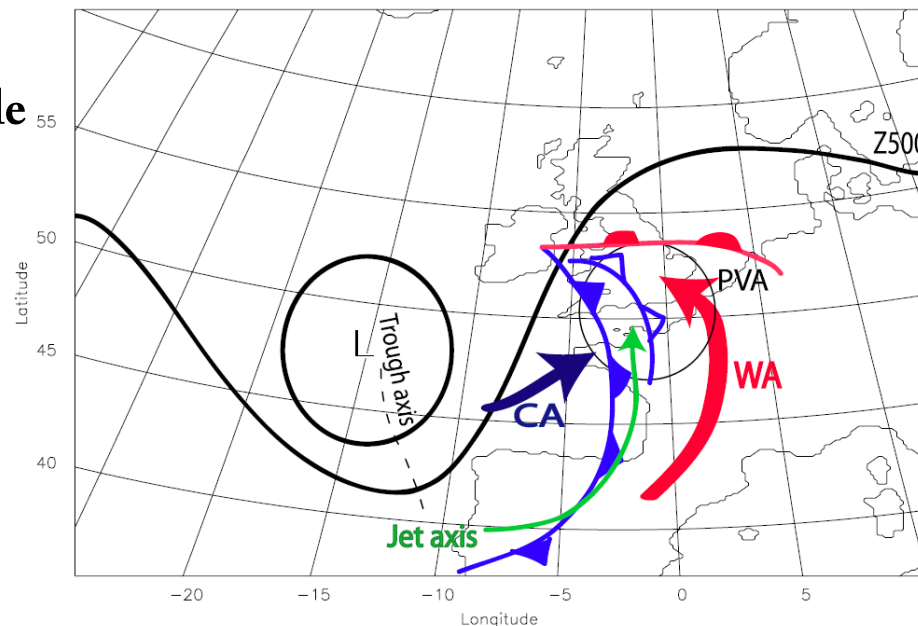 le
55
50
45
40
Latitude
Z500
PVA
L
Trough axis
WA
CA
Jet axis
−20
−15
−10
−5
0
5
Longitude